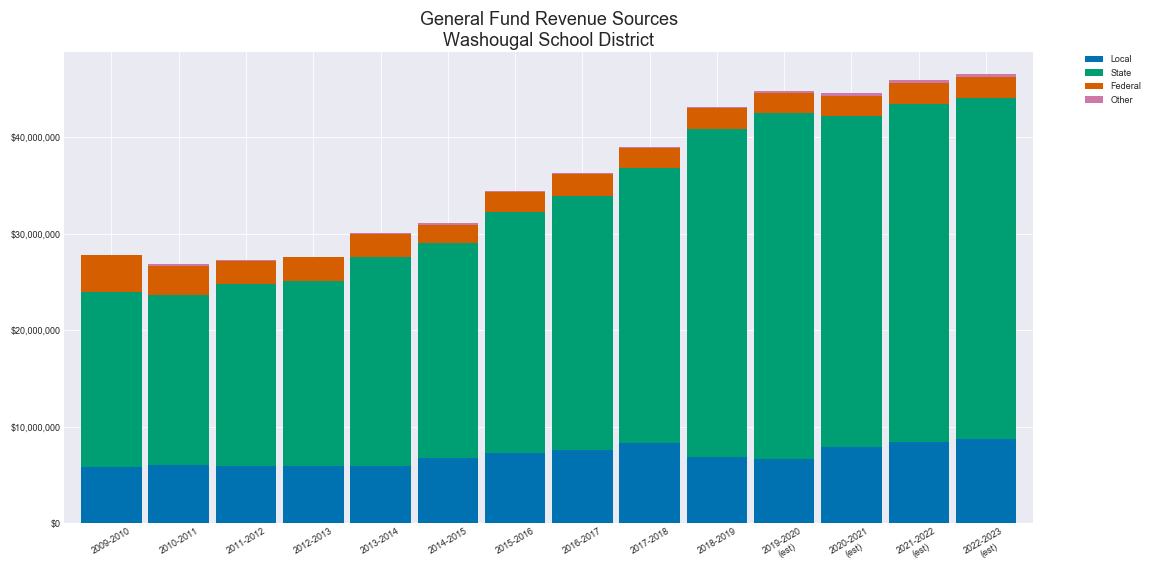 General Fund Revenue Sources
Washougal School District
Local
State
Federal
Other
$40,000,000
$30,000,000
$20,000,000
$10,000,000
$0
2009-2010
2010-2011
2011-2012
2012-2013
2013-2014
2014-2015
2015-2016
2016-2017
2017-2018
2018-2019
2019-2020
(est)
2020-2021
(est)
2021-2022
(est)
2022-2023
(est)